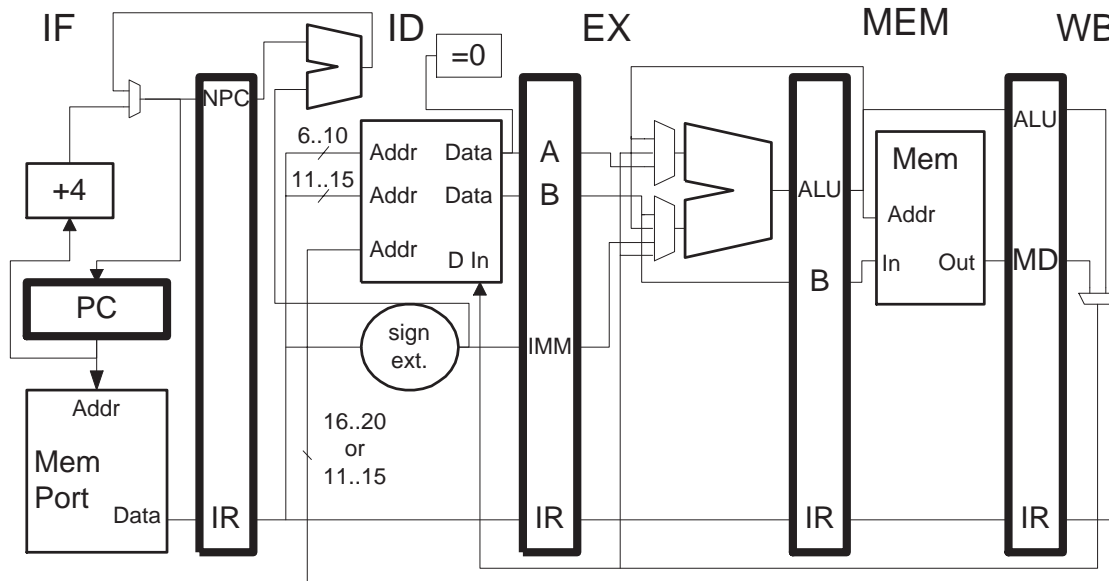 IF
ID
EX
MEM
WB
=0
NPC
+4
PC
Addr
Mem
Port
Data
IR
6..10
11..15
Addr
Data
Addr
Data
Addr
D In
sign
ext.
16..20
or
11..15
A
B
IMM
IR
ALU
B
IR
Mem
Addr
In
Out
ALU
MD
IR